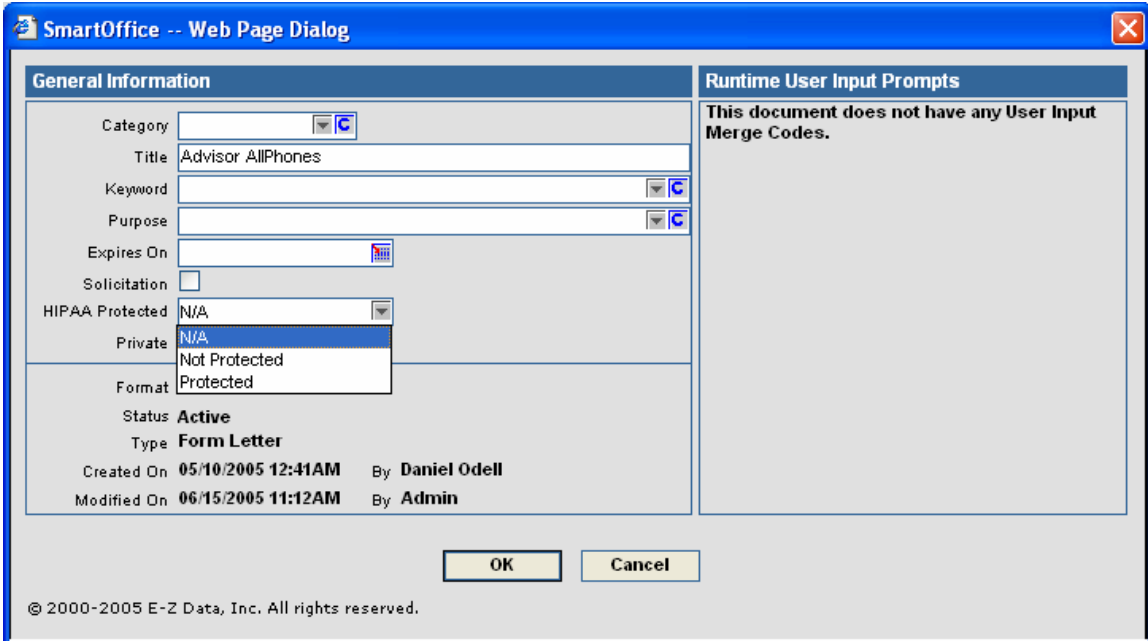 SmartOffice -- Web Page Dialog
General Information
Runtime User Input Prompts
This document does not have any User Input
Merge Codes.
Category C
Title Advisor AllPhones
Keyword C
Purpose C
Expires On
Solicitation
HIPAA Protected N/A
N/A
Private
Not Protected
Protected
Format
Status Active
Type Form Letter
Created On 05/10/2005 12:41AM By Daniel Odell
Modified On 06/15/2005 11:12AM By Admin
OK Cancel
© 2000-2005 E-Z Data, Inc. All rights reserved.